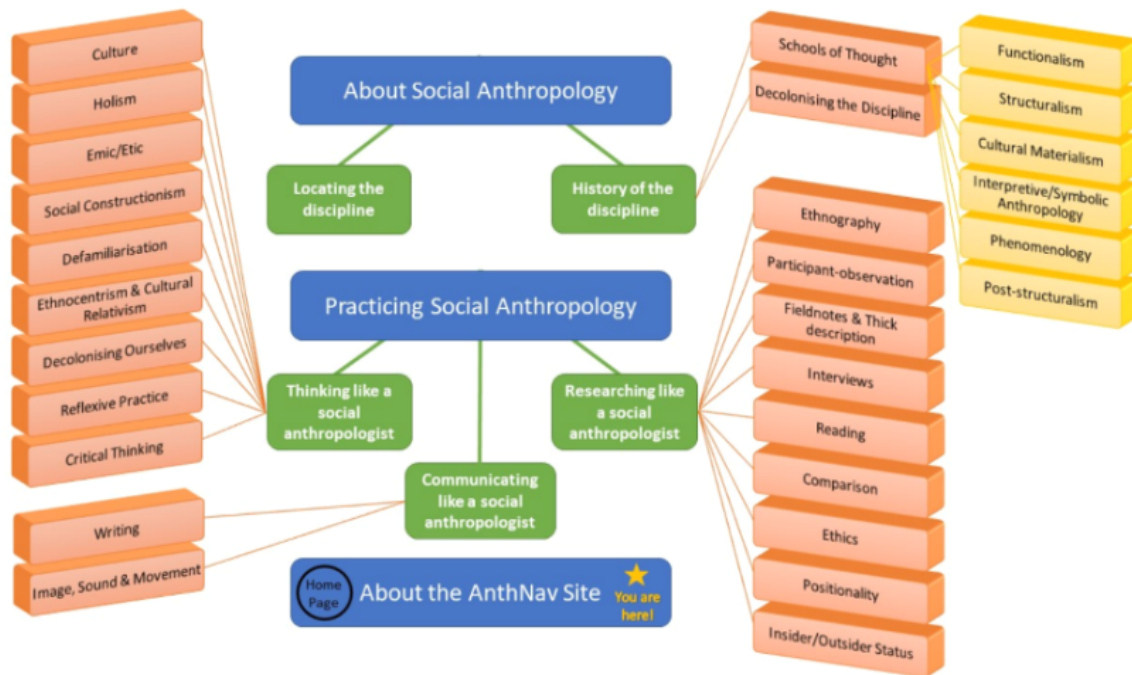 Culture
Holism
Emic/Etic
Social Constructionism
Defamiliarisation
Ethnocentrism & Cultural
Relativism
Decolonising Ourselves
Reflexive Practice
Critical Thinking
Writing
Image, Sound & Movement
About Social Anthropology
Locating the
discipline
History of the
discipline
Practicing Social Anthropology
Thinking like a
social
anthropologist
Researching like
a social
anthropologist
Communicating
like a social
anthropologist
Home
Page
About the AnthNav Site
You are
here!
Schools of Thought
Decolonising the Discipline
Ethnography
Participant-observation
Fieldnotes & Thick
description
Interviews
Reading
Comparison
Ethics
Positionality
Insider/Outsider Status
Functionalism
Structuralism
Cultural Materialism
Interpretive/Symbolic
Anthropology
Phenomenology
Post-structuralism